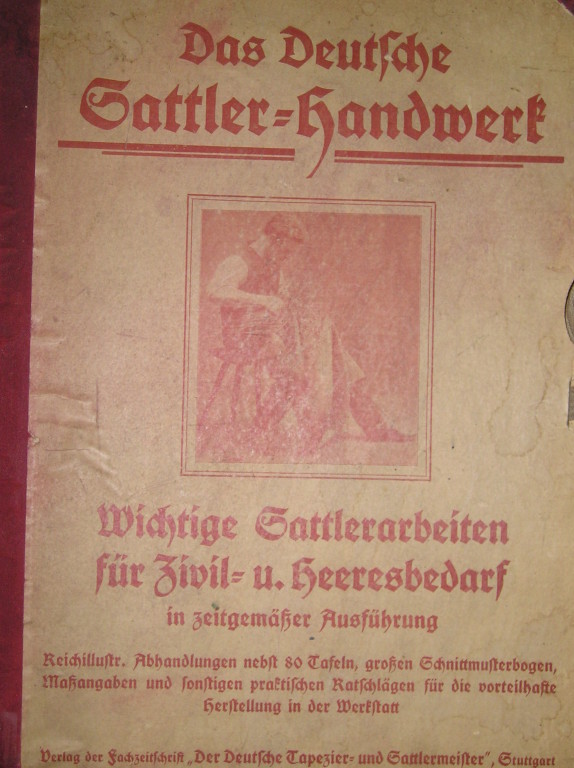 Das Deutſche
Sattler-Handwerk
Wichtige Sattlerarbeiten
für Zivil- u. Heeresbedarf
in zeitgemäßer Ausführung
Reichilluſtr. Abhandlungen nebſt 80 Tafeln, großen Schnittmuſterbogen,
Maßangaben und ſonſtigen praktiſchen Ratſchlägen für die vorteilhafte
Herſtellung in der Werkſtatt
Verlag der Fachzeitſchrift „Der Deutſche Tapezier- und Sattlermeiſter“, Stuttgart